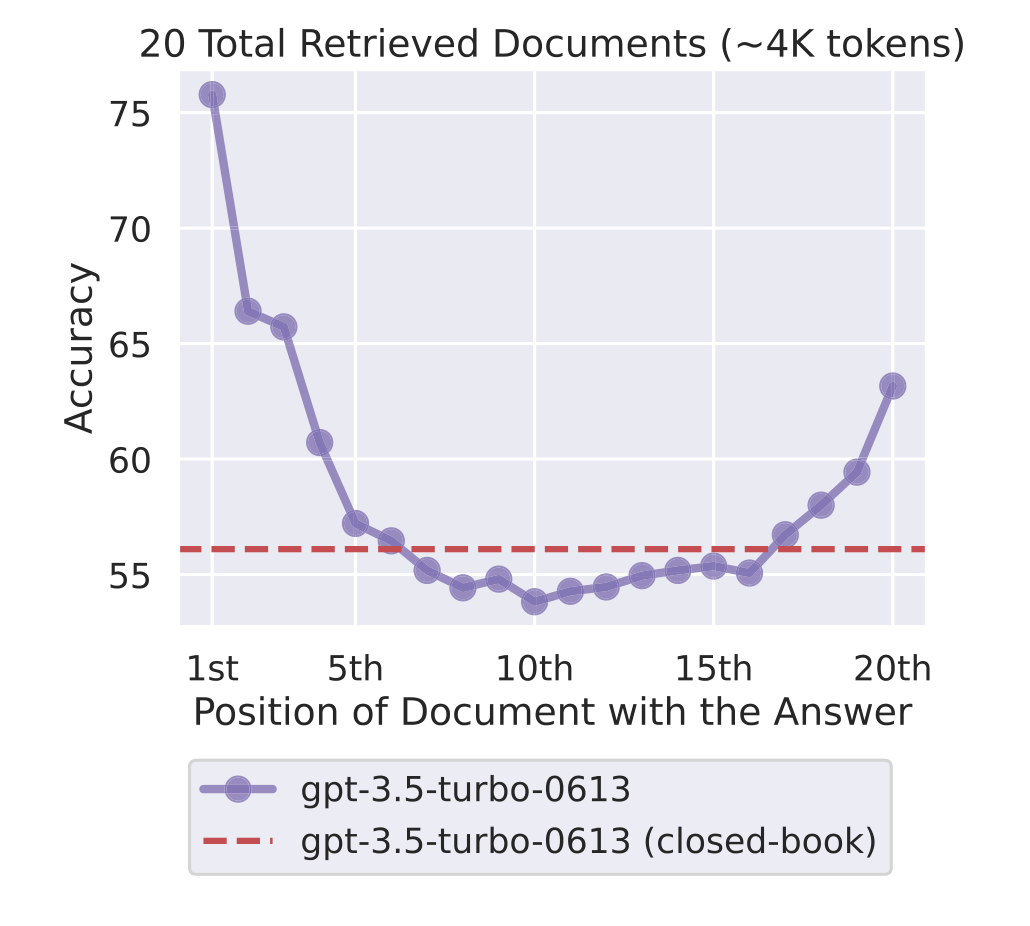 20 Total Retrieved Documents (~4K tokens)
75
70
65
60
55
Accuracy
1st 5th 10th 15th 20th
Position of Document with the Answer
gpt-3.5-turbo-0613
gpt-3.5-turbo-0613 (closed-book)